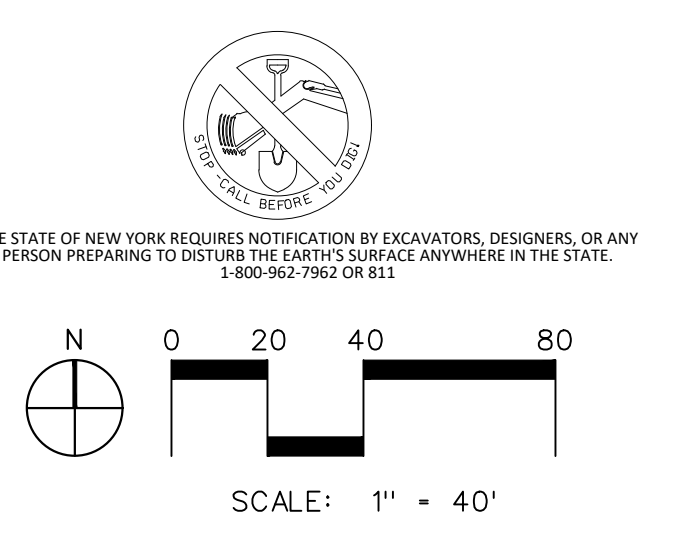 STOP - CALL BEFORE YOU DIG!
STATE OF NEW YORK REQUIRES NOTIFICATION BY EXCAVATORS, DESIGNERS, OR ANY
PERSON PREPARING TO DISTURB THE EARTH'S SURFACE ANYWHERE IN THE STATE.
1-800-962-7962 OR 811
N 0 20 40 80
SCALE: 1" = 40'